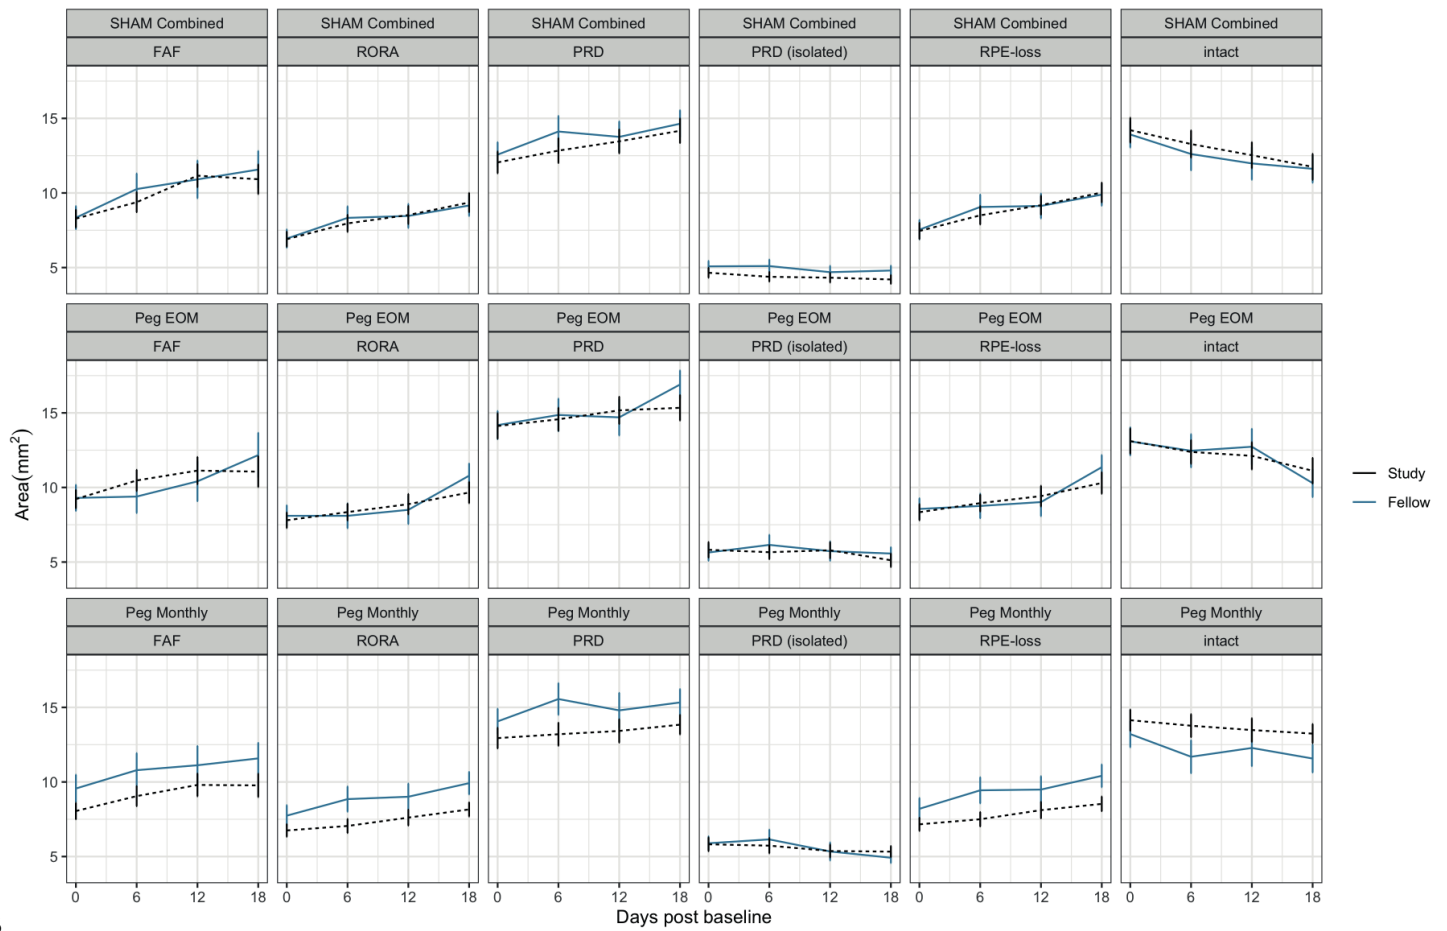 SHAM Combined SHAM Combined SHAM Combined SHAM Combined SHAM Combined SHAM Combined
FAF RORA PRD PRD (isolated) RPE-loss intact
15
10
5
Peg EOM Peg EOM Peg EOM Peg EOM Peg EOM Peg EOM
FAF RORA PRD PRD (isolated) RPE-loss intact
15
10
5
Area(mm²)
Study
Fellow
Peg Monthly Peg Monthly Peg Monthly Peg Monthly Peg Monthly Peg Monthly
FAF RORA PRD PRD (isolated) RPE-loss intact
15
10
5
0 6 12 18 0 6 12 18 0 6 12 18 0 6 12 18 0 6 12 18 0 6 12 18
Days post baseline